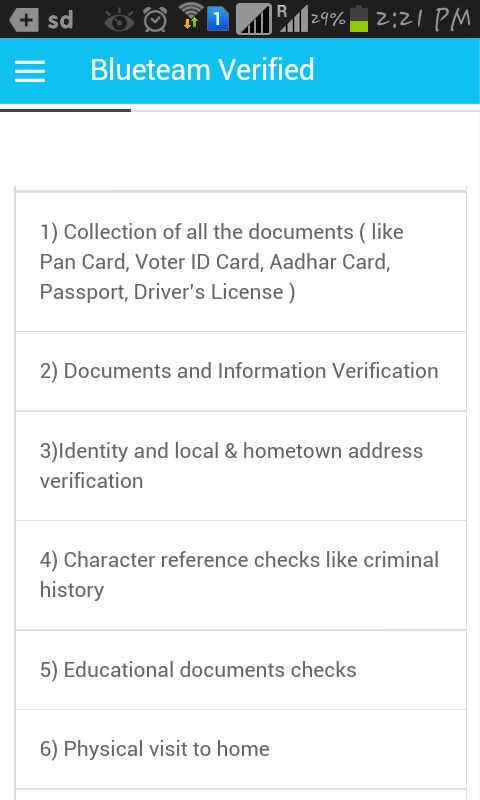 sd 1 R 29% 2:21 PM
Blueteam Verified
1) Collection of all the documents ( like
Pan Card, Voter ID Card, Aadhar Card,
Passport, Driver's License )
2) Documents and Information Verification
3)Identity and local & hometown address
verification
4) Character reference checks like criminal
history
5) Educational documents checks
6) Physical visit to home